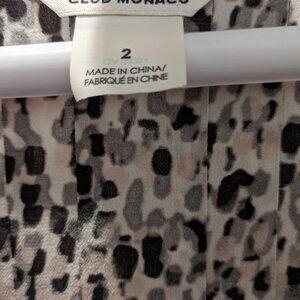 CLUB MONACO
2
MADE IN CHINA/
FABRIQUÉ EN CHINE